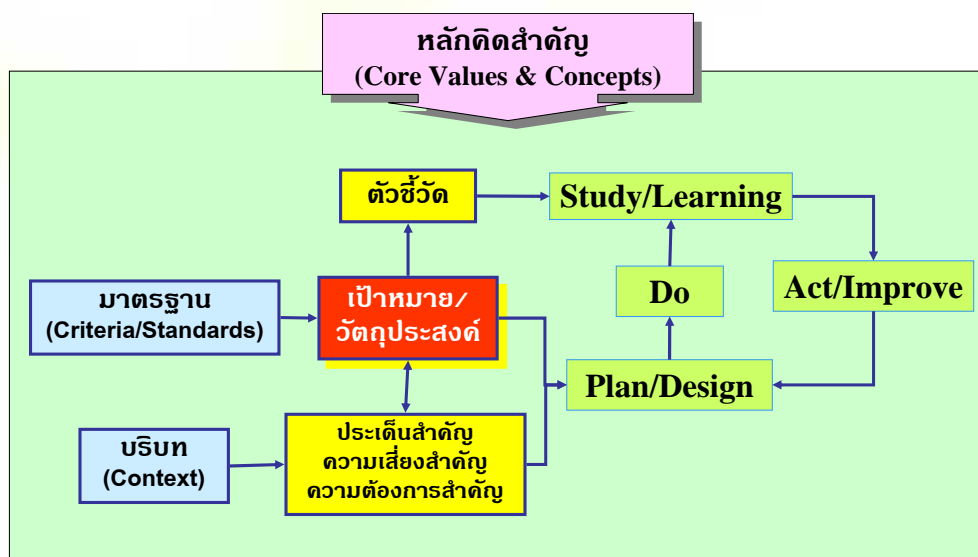 หลักคิดสำคัญ
(Core Values & Concepts)
ตัวชี้วัด
Study/Learning
มาตรฐาน
(Criteria/Standards)
เป้าหมาย/
วัตถุประสงค์
Do
Act/Improve
Plan/Design
บริบท
(Context)
ประเด็นสำคัญ
ความเสี่ยงสำคัญ
ความต้องการสำคัญ